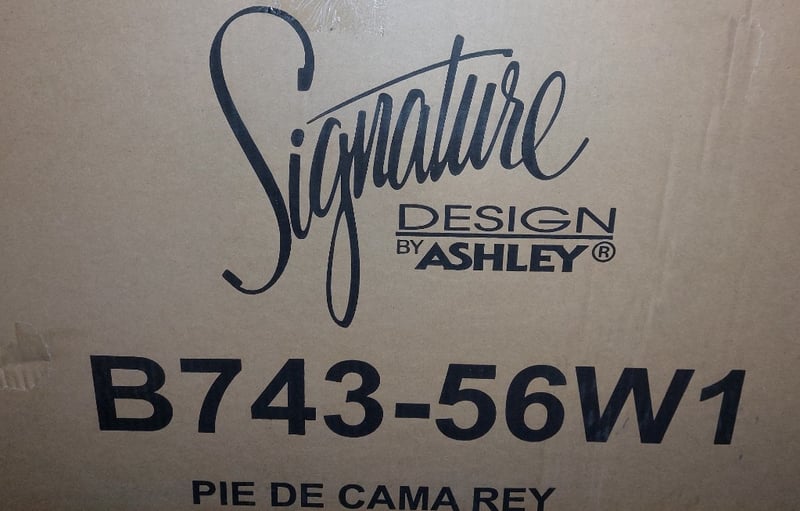 Signature
DESIGN
BY ASHLEY®
B743-56W1
PIE DE CAMA REY